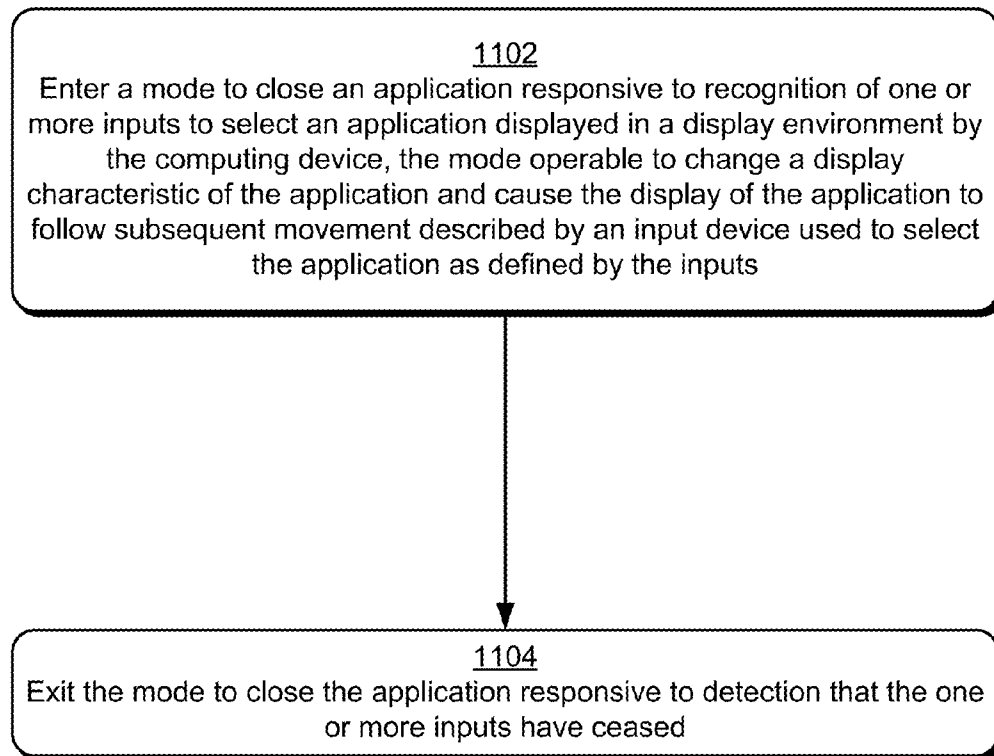 1102
Enter a mode to close an application responsive to recognition of one or
more inputs to select an application displayed in a display environment by
the computing device, the mode operable to change a display
characteristic of the application and cause the display of the application to
follow subsequent movement described by an input device used to select
the application as defined by the inputs
1104
Exit the mode to close the application responsive to detection that the one
or more inputs have ceased